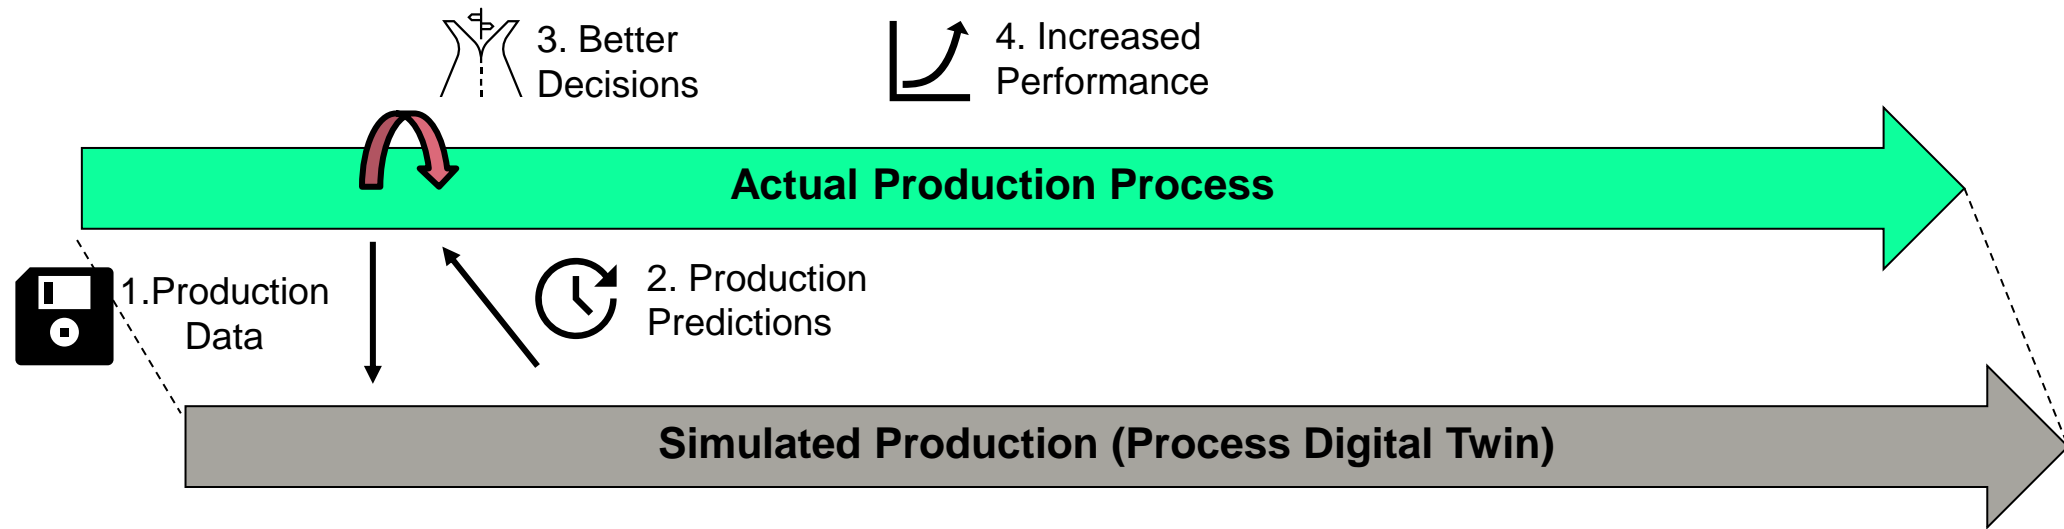 3. Better
Decisions
4. Increased
Performance
Actual Production Process
1.Production
Data
2. Production
Predictions
Simulated Production (Process Digital Twin)